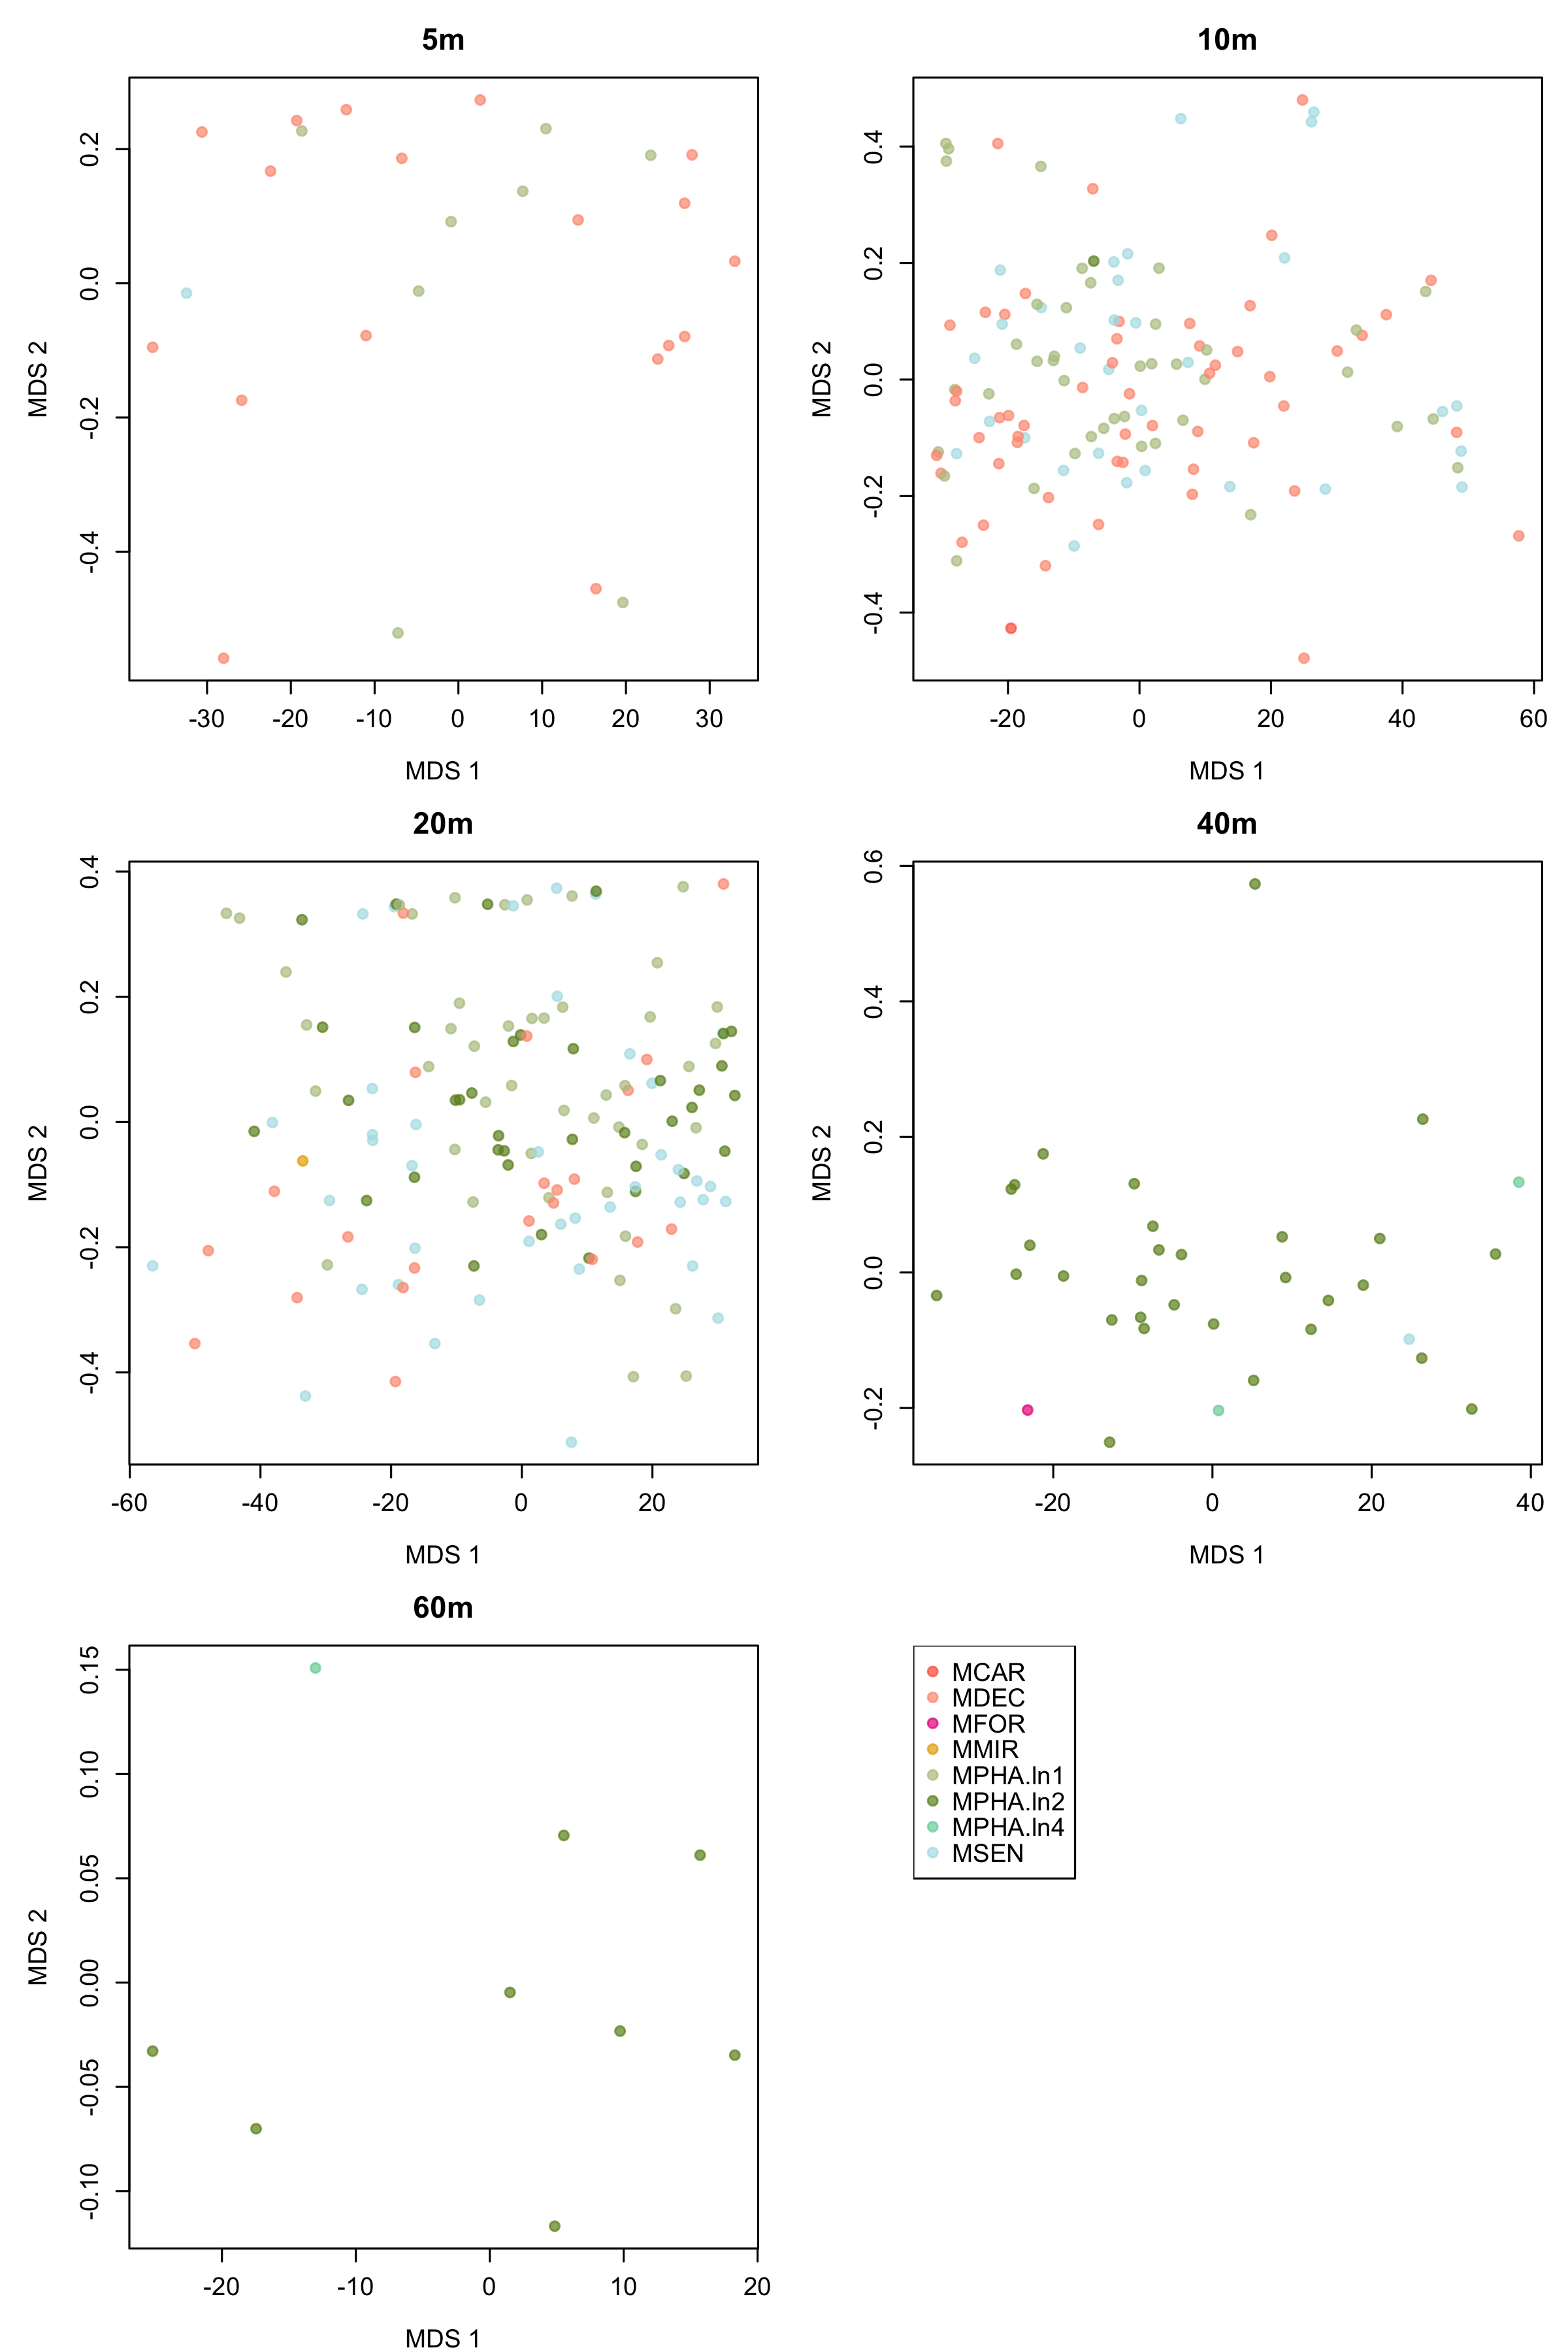 5m
0.2
0.0
-0.2
-0.4
MDS 2
-30 -20 -10 0 10 20 30
MDS 1
10m
0.4
0.2
0.0
-0.2
-0.4
MDS 2
-20 0 20 40 60
MDS 1
20m
0.4
0.2
0.0
-0.2
-0.4
MDS 2
-60 -40 -20 0 20
MDS 1
40m
0.6
0.4
0.2
0.0
-0.2
MDS 2
-20 0 20 40
MDS 1
60m
0.15
0.10
0.05
0.00
-0.05
-0.10
MDS 2
-20 -10 0 10 20
MDS 1
MCAR
MDEC
MFOR
MMIR
MPHA.ln1
MPHA.ln2
MPHA.ln4
MSEN